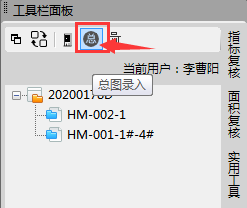 工具栏面板
总
当前用户：李曹阳
总图录入
HM-002-1
HM-001-1#-4#
指标复核
面积复核
实用工具